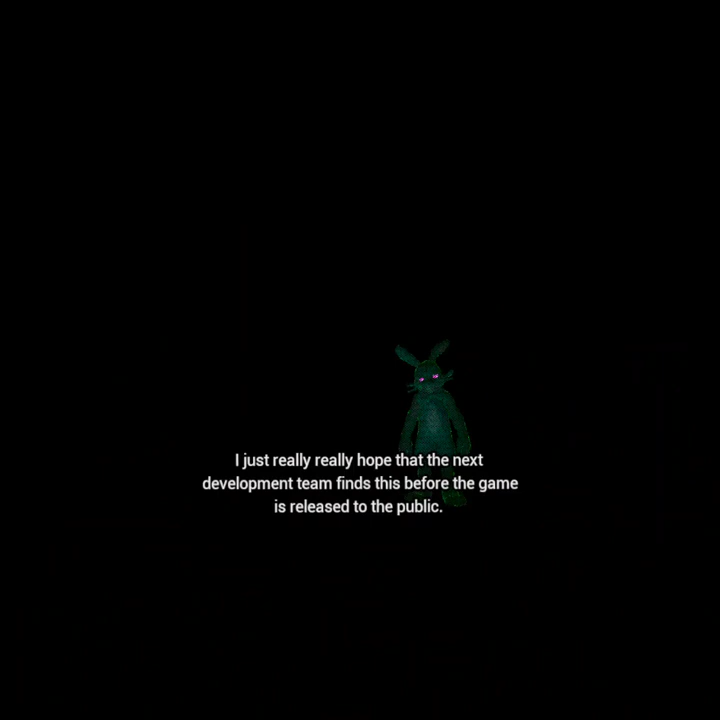 I just really really hope that the next
development team finds this before the game
is released to the public.